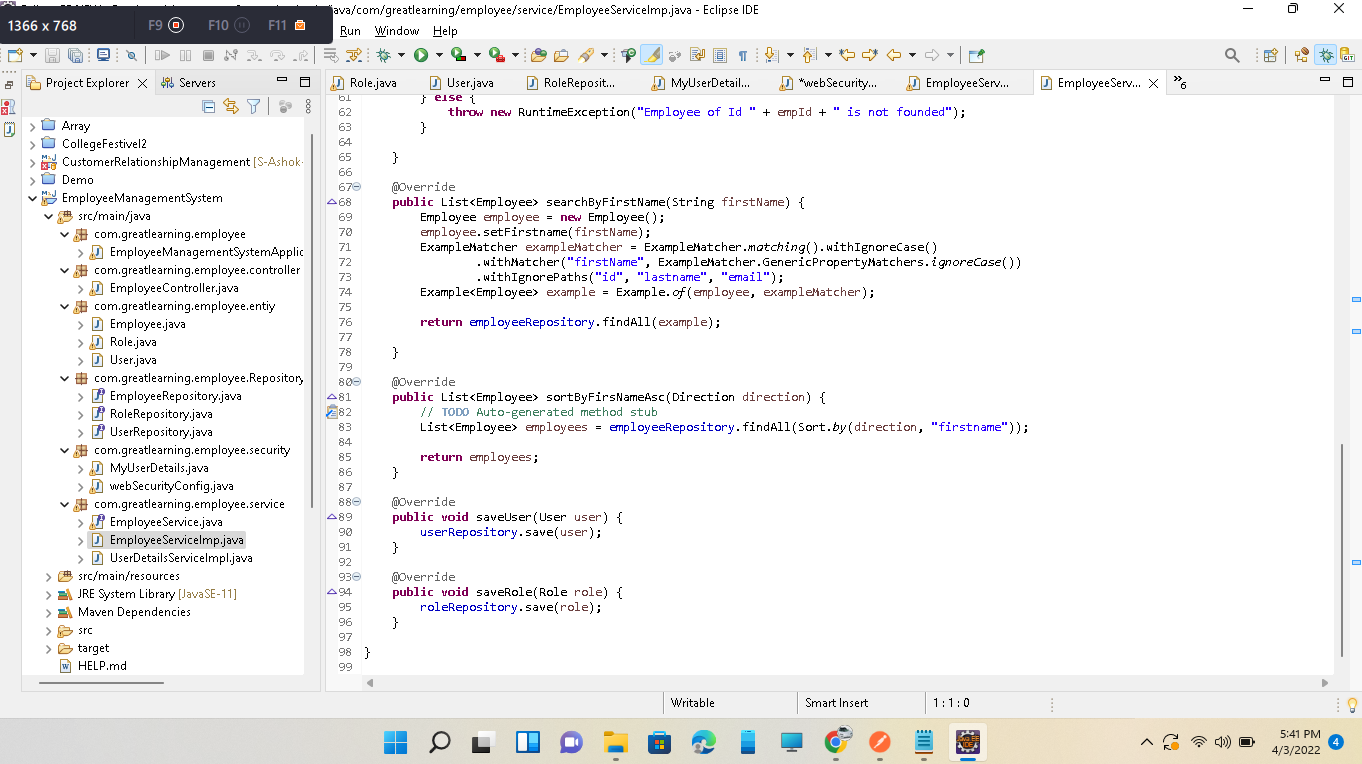 /java/com/greatlearning/employee/service/EmployeeServiceImp.java - Eclipse IDE
1366 x 768
F9
F10
F11
Run Window Help
Project Explorer
Servers
Role.java
User.java
RoleReposit...
MyUserDetail...
*webSecurity...
EmployeeServ...
EmployeeServ...
»6
Array
CollegeFestivel2
CustomerRelationshipManagement [S-Ashok-
Demo
EmployeeManagementSystem
src/main/java
com.greatlearning.employee
EmployeeManagementSystemApplic
com.greatlearning.employee.controller
EmployeeController.java
com.greatlearning.employee.entiy
Employee.java
Role.java
User.java
com.greatlearning.employee.Repository
EmployeeRepository.java
RoleRepository.java
UserRepository.java
com.greatlearning.employee.security
MyUserDetails.java
webSecurityConfig.java
com.greatlearning.employee.service
EmployeeService.java
EmployeeServiceImp.java
UserDetailsServiceImpl.java
src/main/resources
JRE System Library [JavaSE-11]
Maven Dependencies
src
target
HELP.md
61 } else {
62 throw new RuntimeException("Employee of Id " + empId + " is not founded");
63 }
64
65 }
66
67 @Override
68 public List<Employee> searchByFirstName(String firstName) {
69 Employee employee = new Employee();
70 employee.setFirstname(firstName);
71 ExampleMatcher exampleMatcher = ExampleMatcher.matching().withIgnoreCase()
72 .withMatcher("firstName", ExampleMatcher.GenericPropertyMatchers.ignoreCase())
73 .withIgnorePaths("id", "lastname", "email");
74 Example<Employee> example = Example.of(employee, exampleMatcher);
75
76 return employeeRepository.findAll(example);
77
78 }
79
80 @Override
81 public List<Employee> sortByFirsNameAsc(Direction direction) {
82 // TODO Auto-generated method stub
83 List<Employee> employees = employeeRepository.findAll(Sort.by(direction, "firstname"));
84
85 return employees;
86 }
87
88 @Override
89 public void saveUser(User user) {
90 userRepository.save(user);
91 }
92
93 @Override
94 public void saveRole(Role role) {
95 roleRepository.save(role);
96 }
97
98 }
99
Writable
Smart Insert
1 : 1 : 0
5:41 PM
4/3/2022
4